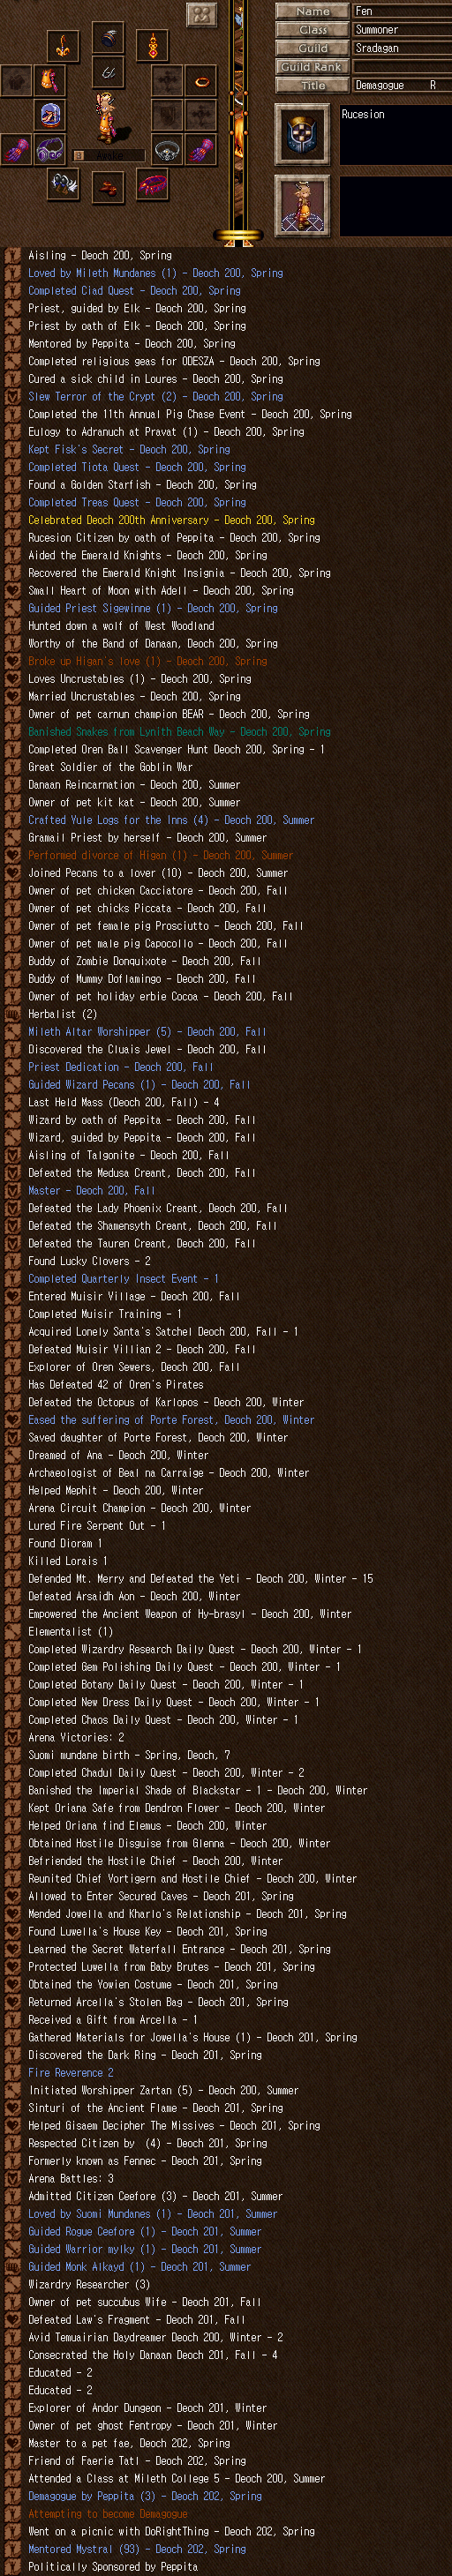 Name
Fen
Class
Summoner
Guild
Sradagan
Guild Rank
Title
Demagogue R
Rucesion
Awake
Aisling - Deoch 200, Spring
Loved by Mileth Mundanes (1) - Deoch 200, Spring
Completed Ciad Quest - Deoch 200, Spring
Priest, guided by Elk - Deoch 200, Spring
Priest by oath of Elk - Deoch 200, Spring
Mentored by Peppita - Deoch 200, Spring
Completed religious geas for ODESZA - Deoch 200, Spring
Cured a sick child in Loures - Deoch 200, Spring
Slew Terror of the Crypt (2) - Deoch 200, Spring
Completed the 11th Annual Pig Chase Event - Deoch 200, Spring
Eulogy to Adranuch at Pravat (1) - Deoch 200, Spring
Kept Fisk's Secret - Deoch 200, Spring
Completed Tiota Quest - Deoch 200, Spring
Found a Golden Starfish - Deoch 200, Spring
Completed Treas Quest - Deoch 200, Spring
Celebrated Deoch 200th Anniversary - Deoch 200, Spring
Rucesion Citizen by oath of Peppita - Deoch 200, Spring
Aided the Emerald Knights - Deoch 200, Spring
Recovered the Emerald Knight Insignia - Deoch 200, Spring
Small Heart of Moon with Adell - Deoch 200, Spring
Guided Priest Sigewinne (1) - Deoch 200, Spring
Hunted down a wolf of West Woodland
Worthy of the Band of Danaan, Deoch 200, Spring
Broke up Higan's love (1) - Deoch 200, Spring
Loves Uncrustables (1) - Deoch 200, Spring
Married Uncrustables - Deoch 200, Spring
Owner of pet carnun champion BEAR - Deoch 200, Spring
Banished Snakes from Lynith Beach Way - Deoch 200, Spring
Completed Oren Ball Scavenger Hunt Deoch 200, Spring - 1
Great Soldier of the Goblin War
Danaan Reincarnation - Deoch 200, Summer
Owner of pet kit kat - Deoch 200, Summer
Crafted Yule Logs for the Inns (4) - Deoch 200, Summer
Gramail Priest by herself - Deoch 200, Summer
Performed divorce of Higan (1) - Deoch 200, Summer
Joined Pecans to a lover (10) - Deoch 200, Summer
Owner of pet chicken Cacciatore - Deoch 200, Fall
Owner of pet chicks Piccata - Deoch 200, Fall
Owner of pet female pig Prosciutto - Deoch 200, Fall
Owner of pet male pig Capocollo - Deoch 200, Fall
Buddy of Zombie Donquixote - Deoch 200, Fall
Buddy of Mummy Doflamingo - Deoch 200, Fall
Owner of pet holiday erbie Cocoa - Deoch 200, Fall
Herbalist (2)
Mileth Altar Worshipper (5) - Deoch 200, Fall
Discovered the Cluais Jewel - Deoch 200, Fall
Priest Dedication - Deoch 200, Fall
Guided Wizard Pecans (1) - Deoch 200, Fall
Last Held Mass (Deoch 200, Fall) - 4
Wizard by oath of Peppita - Deoch 200, Fall
Wizard, guided by Peppita - Deoch 200, Fall
Aisling of Talgonite - Deoch 200, Fall
Defeated the Medusa Creant, Deoch 200, Fall
Master - Deoch 200, Fall
Defeated the Lady Phoenix Creant, Deoch 200, Fall
Defeated the Shamensyth Creant, Deoch 200, Fall
Defeated the Tauren Creant, Deoch 200, Fall
Found Lucky Clovers - 2
Completed Quarterly Insect Event - 1
Entered Muisir Village - Deoch 200, Fall
Completed Muisir Training - 1
Acquired Lonely Santa's Satchel Deoch 200, Fall - 1
Defeated Muisir Villian 2 - Deoch 200, Fall
Explorer of Oren Sewers, Deoch 200, Fall
Has Defeated 42 of Oren's Pirates
Defeated the Octopus of Karlopos - Deoch 200, Winter
Eased the suffering of Porte Forest, Deoch 200, Winter
Saved daughter of Porte Forest, Deoch 200, Winter
Dreamed of Ana - Deoch 200, Winter
Archaeologist of Beal na Carraige - Deoch 200, Winter
Helped Mephit - Deoch 200, Winter
Arena Circuit Champion - Deoch 200, Winter
Lured Fire Serpent Out - 1
Found Dioram 1
Killed Lorais 1
Defended Mt. Merry and Defeated the Yeti - Deoch 200, Winter - 15
Defeated Arsaidh Aon - Deoch 200, Winter
Empowered the Ancient Weapon of Hy-brasyl - Deoch 200, Winter
Elementalist (1)
Completed Wizardry Research Daily Quest - Deoch 200, Winter - 1
Completed Gem Polishing Daily Quest - Deoch 200, Winter - 1
Completed Botany Daily Quest - Deoch 200, Winter - 1
Completed New Dress Daily Quest - Deoch 200, Winter - 1
Completed Chaos Daily Quest - Deoch 200, Winter - 1
Arena Victories: 2
Suomi mundane birth - Spring, Deoch, 7
Completed Chadul Daily Quest - Deoch 200, Winter - 2
Banished the Imperial Shade of Blackstar - 1 - Deoch 200, Winter
Kept Oriana Safe from Dendron Flower - Deoch 200, Winter
Helped Oriana find Elemus - Deoch 200, Winter
Obtained Hostile Disguise from Glenna - Deoch 200, Winter
Befriended the Hostile Chief - Deoch 200, Winter
Reunited Chief Vortigern and Hostile Chief - Deoch 200, Winter
Allowed to Enter Secured Caves - Deoch 201, Spring
Mended Jowella and Kharlo's Relationship - Deoch 201, Spring
Found Luwella's House Key - Deoch 201, Spring
Learned the Secret Waterfall Entrance - Deoch 201, Spring
Protected Luwella from Baby Brutes - Deoch 201, Spring
Obtained the Yowien Costume - Deoch 201, Spring
Returned Arcella's Stolen Bag - Deoch 201, Spring
Received a Gift from Arcella - 1
Gathered Materials for Jowella's House (1) - Deoch 201, Spring
Discovered the Dark Ring - Deoch 201, Spring
Fire Reverence 2
Initiated Worshipper Zartan (5) - Deoch 200, Summer
Sinturi of the Ancient Flame - Deoch 201, Spring
Helped Gisaem Decipher The Missives - Deoch 201, Spring
Respected Citizen by  (4) - Deoch 201, Spring
Formerly known as Fennec - Deoch 201, Spring
Arena Battles: 3
Admitted Citizen Ceefore (3) - Deoch 201, Summer
Loved by Suomi Mundanes (1) - Deoch 201, Summer
Guided Rogue Ceefore (1) - Deoch 201, Summer
Guided Warrior mylky (1) - Deoch 201, Summer
Guided Monk Alkayd (1) - Deoch 201, Summer
Wizardry Researcher (3)
Owner of pet succubus Wife - Deoch 201, Fall
Defeated Law's Fragment - Deoch 201, Fall
Avid Temuairian Daydreamer Deoch 200, Winter - 2
Consecrated the Holy Danaan Deoch 201, Fall - 4
Educated - 2
Educated - 2
Explorer of Andor Dungeon - Deoch 201, Winter
Owner of pet ghost Fentropy - Deoch 201, Winter
Master to a pet fae, Deoch 202, Spring
Friend of Faerie Tatl - Deoch 202, Spring
Attended a Class at Mileth College 5 - Deoch 200, Summer
Demagogue by Peppita (3) - Deoch 202, Spring
Attempting to become Demagogue
Went on a picnic with DoRightThing - Deoch 202, Spring
Mentored Mystral (93) - Deoch 202, Spring
Politically Sponsored by Peppita